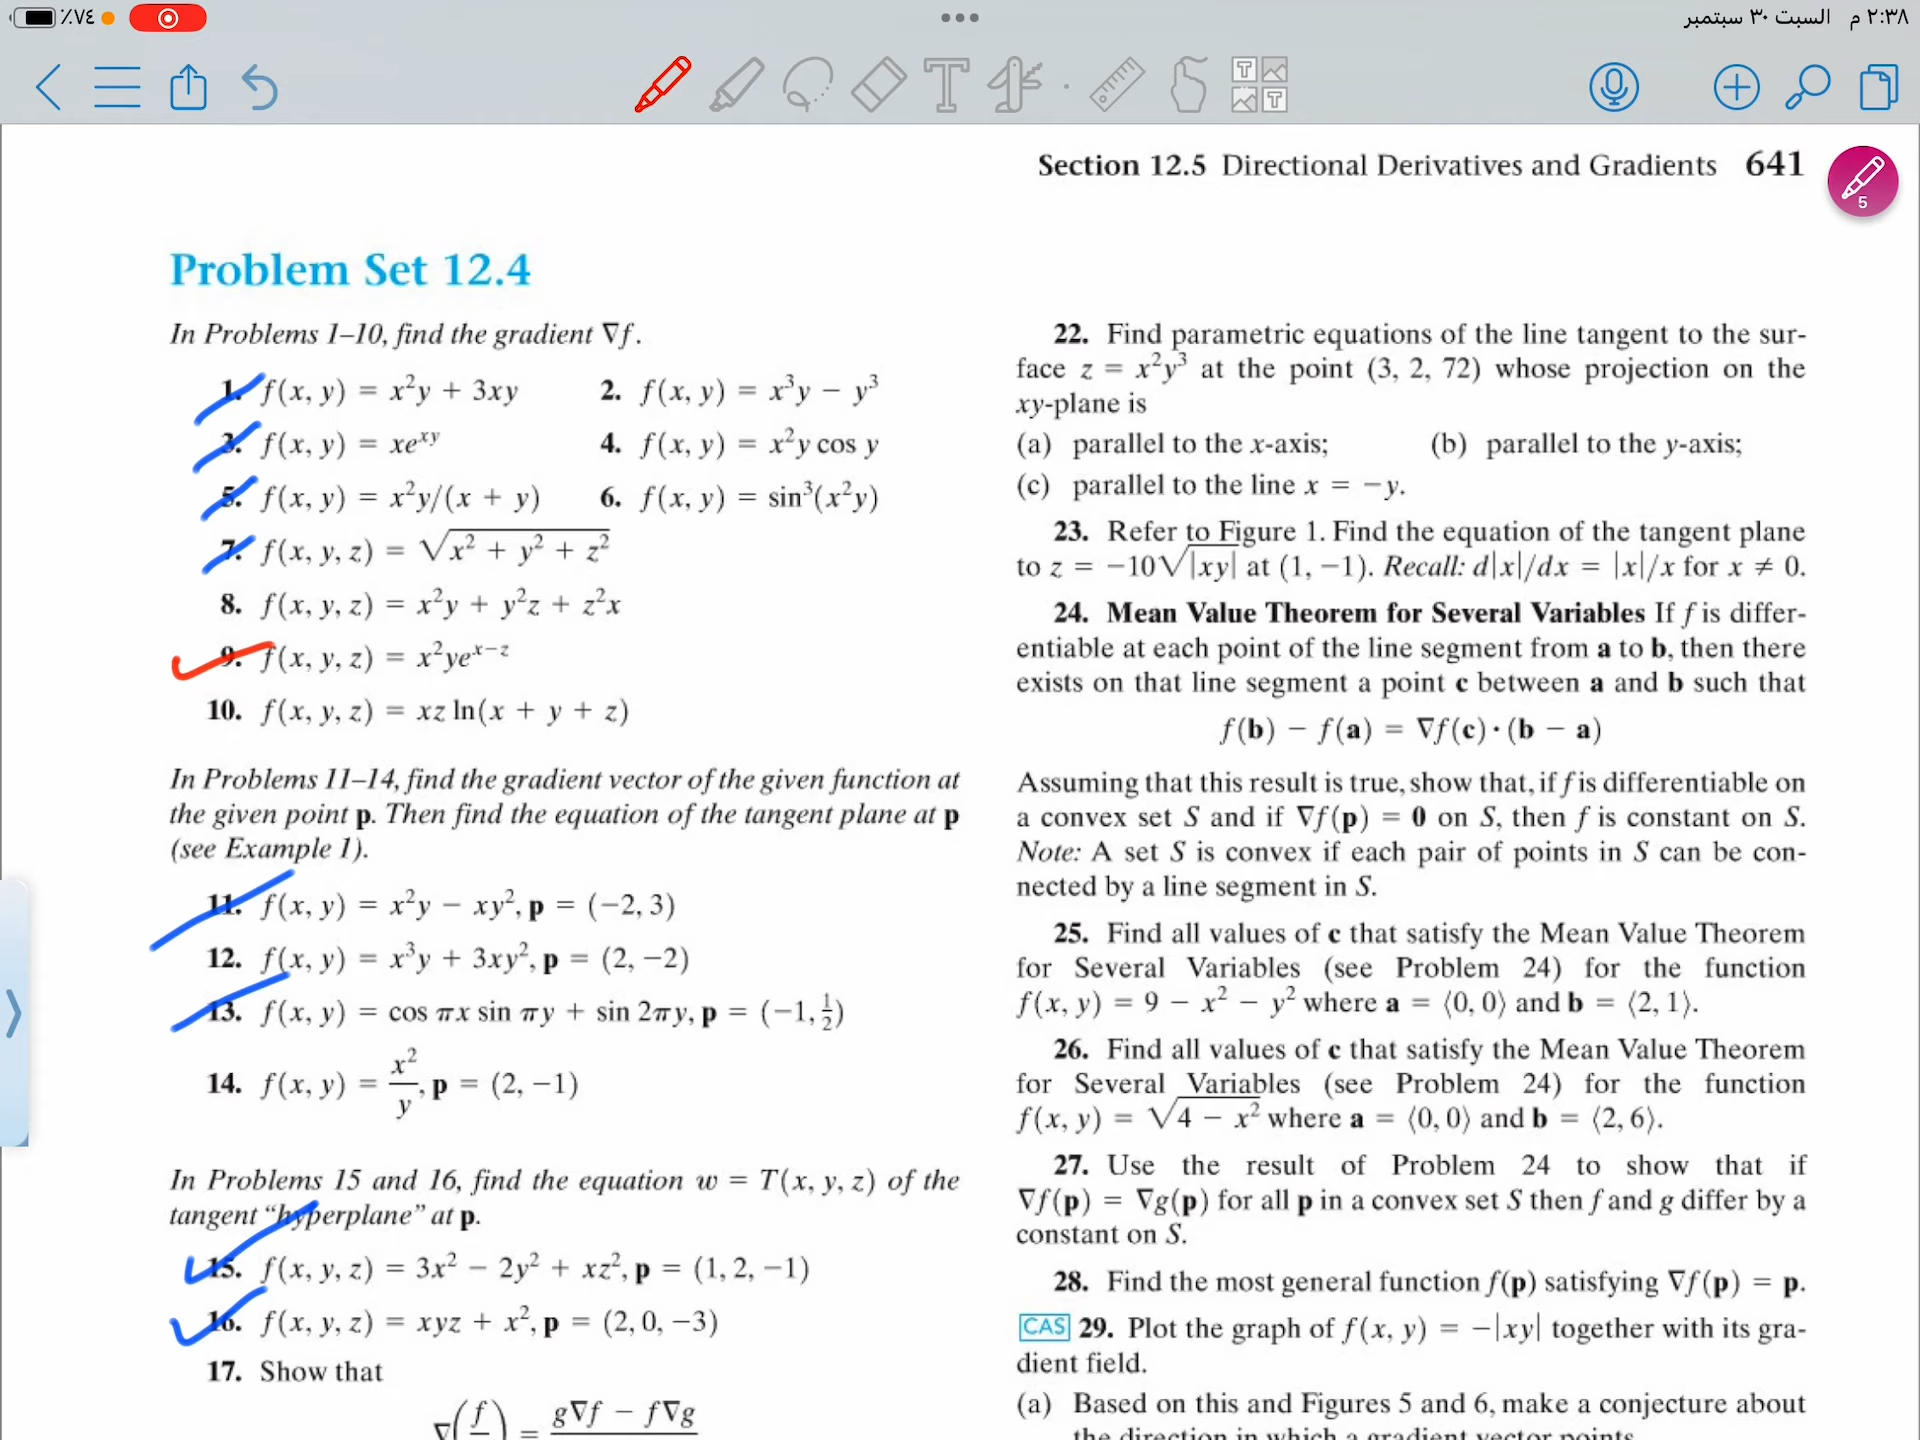 ٪٧٤
٢:٣٨ م السبت ٣٠ سبتمبر
Section 12.5 Directional Derivatives and Gradients 641
5
Problem Set 12.4
In Problems 1–10, find the gradient ∇f.
1. f(x, y) = x²y + 3xy
2. f(x, y) = x³y − y³
3. f(x, y) = xe^{xy}
4. f(x, y) = x²y cos y
5. f(x, y) = x²y/(x + y)
6. f(x, y) = sin³(x²y)
7. f(x, y, z) = √(x² + y² + z²)
8. f(x, y, z) = x²y + y²z + z²x
9. f(x, y, z) = x²ye^{x−z}
10. f(x, y, z) = xz ln(x + y + z)
In Problems 11–14, find the gradient vector of the given function at
the given point p. Then find the equation of the tangent plane at p
(see Example 1).
11. f(x, y) = x²y − xy², p = (−2, 3)
12. f(x, y) = x³y + 3xy², p = (2, −2)
13. f(x, y) = cos πx sin πy + sin 2πy, p = (−1, 1/2)
14. f(x, y) = x²/y, p = (2, −1)
In Problems 15 and 16, find the equation w = T(x, y, z) of the
tangent “hyperplane” at p.
15. f(x, y, z) = 3x² − 2y² + xz², p = (1, 2, −1)
16. f(x, y, z) = xyz + x², p = (2, 0, −3)
17. Show that
∇(f = g∇f − f∇g
22. Find parametric equations of the line tangent to the sur-
face z = x²y³ at the point (3, 2, 72) whose projection on the
xy-plane is
(a) parallel to the x-axis; (b) parallel to the y-axis;
(c) parallel to the line x = −y.
23. Refer to Figure 1. Find the equation of the tangent plane
to z = −10√|xy| at (1, −1). Recall: d|x|/dx = |x|/x for x ≠ 0.
24. Mean Value Theorem for Several Variables If f is differ-
entiable at each point of the line segment from a to b, then there
exists on that line segment a point c between a and b such that
f(b) − f(a) = ∇f(c) · (b − a)
Assuming that this result is true, show that, if f is differentiable on
a convex set S and if ∇f(p) = 0 on S, then f is constant on S.
Note: A set S is convex if each pair of points in S can be con-
nected by a line segment in S.
25. Find all values of c that satisfy the Mean Value Theorem
for Several Variables (see Problem 24) for the function
f(x, y) = 9 − x² − y² where a = ⟨0, 0⟩ and b = ⟨2, 1⟩.
26. Find all values of c that satisfy the Mean Value Theorem
for Several Variables (see Problem 24) for the function
f(x, y) = √(4 − x²) where a = ⟨0, 0⟩ and b = ⟨2, 6⟩.
27. Use the result of Problem 24 to show that if
∇f(p) = ∇g(p) for all p in a convex set S then f and g differ by a
constant on S.
28. Find the most general function f(p) satisfying ∇f(p) = p.
CAS 29. Plot the graph of f(x, y) = −|xy| together with its gra-
dient field.
(a) Based on this and Figures 5 and 6, make a conjecture about
the direction in which a gradient vector points.